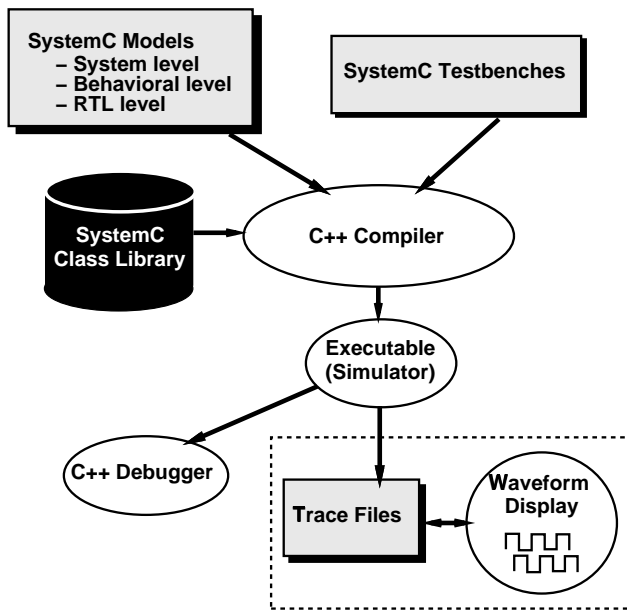 SystemC Models
– System level
– Behavioral level
– RTL level
SystemC Testbenches
SystemC
Class Library
C++ Compiler
Executable
(Simulator)
C++ Debugger
Trace Files
Waveform
Display